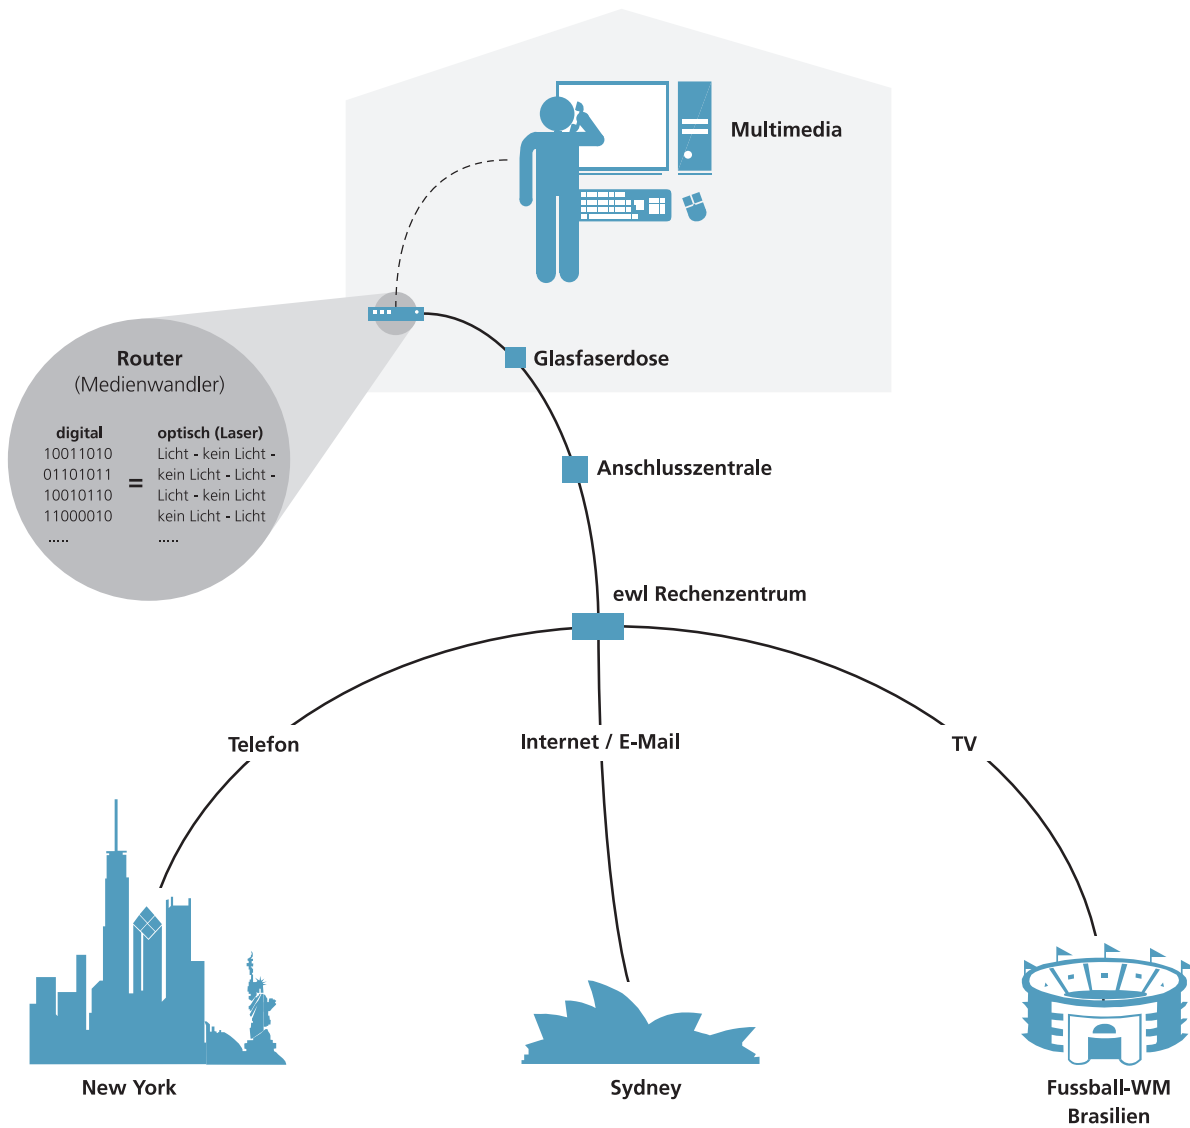 Multimedia
Glasfaserdose
Router
(Medienwandler)
digital optisch (Laser)
10011010 Licht - kein Licht -
01101011 kein Licht - Licht -
=
10010110 Licht - kein Licht
11000010 kein Licht - Licht
..... .....
Anschlusszentrale
ewl Rechenzentrum
Telefon
Internet / E-Mail
TV
New York
Sydney
Fussball-WM
Brasilien